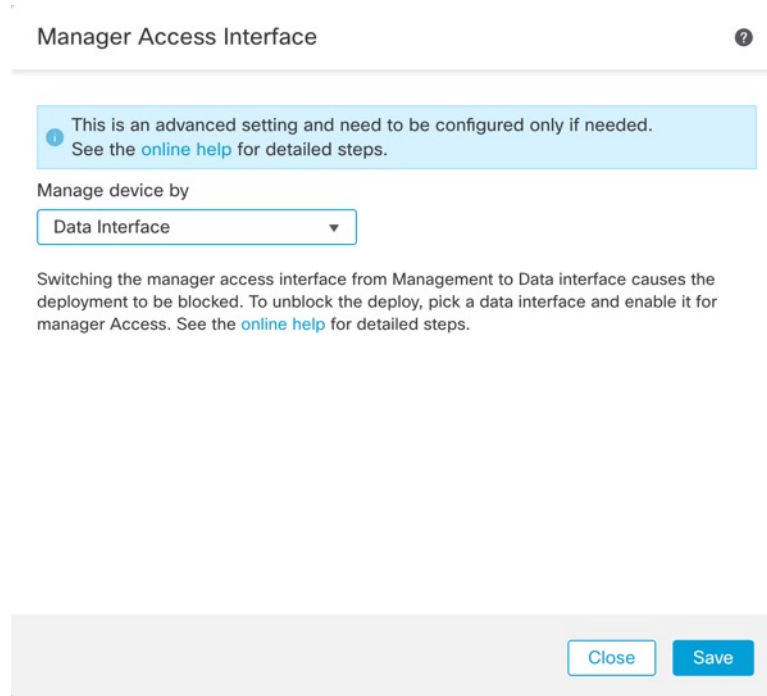 Manager Access Interface
This is an advanced setting and need to be configured only if needed.
See the online help for detailed steps.
Manage device by
Data Interface
Switching the manager access interface from Management to Data interface causes the
deployment to be blocked. To unblock the deploy, pick a data interface and enable it for
manager Access. See the online help for detailed steps.
Close
Save